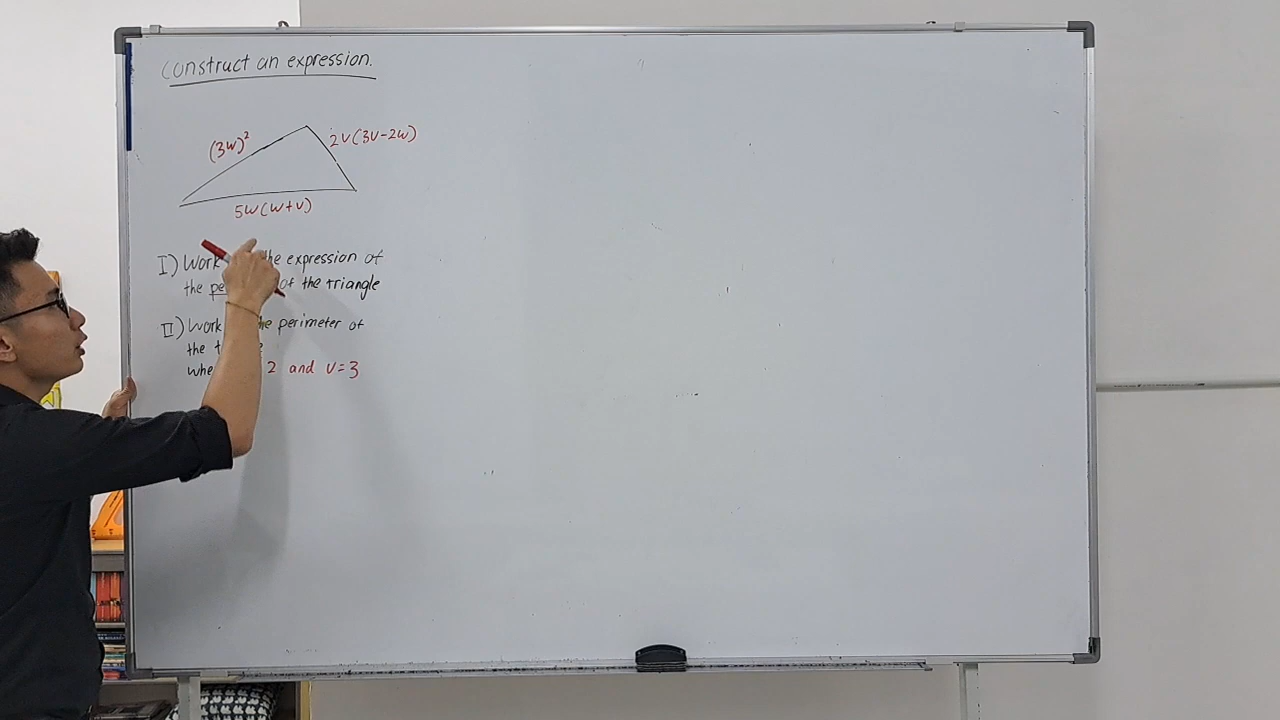 Construct an expression.
(3w)² 2v(3v-2w)
5w(w+v)
I) Work the expression of
the of the triangle
II) Work the perimeter of
the
2 and v=3